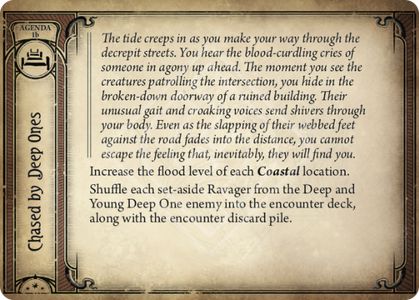 AGENDA
1b
Chased by Deep Ones
The tide creeps in as you make your way through the
decrepit streets. You hear the blood-curdling cries of
someone in agony up ahead. The moment you see the
creatures patrolling the intersection, you hide in the
broken-down doorway of a ruined building. Their
unusual gait and croaking voices send shivers through
your body. Even as the slapping of their webbed feet
against the road fades into the distance, you cannot
escape the feeling that, inevitably, they will find you.
Increase the flood level of each Coastal location.
Shuffle each set-aside Ravager from the Deep and
Young Deep One enemy into the encounter deck,
along with the encounter discard pile.